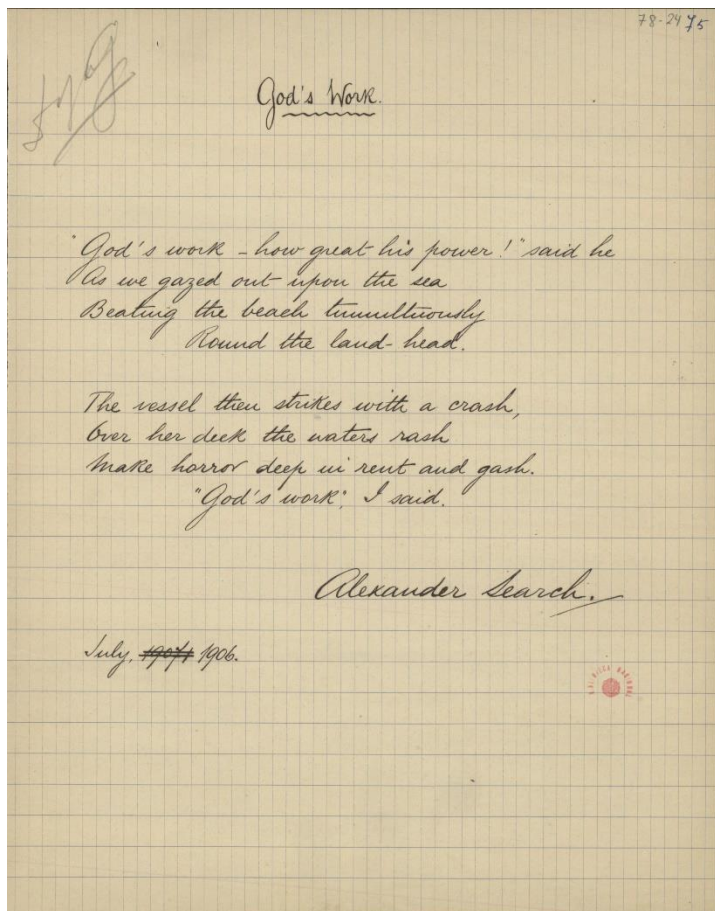 78-24 75
God's Work.
"God's work – how great his power!" said he
As we gazed out upon the sea
Beating the beach tumultuously
Round the land-head.
The vessel then strikes with a crash,
Over her deck the waters rash
Make horror deep in rent and gash.
"God's work", I said.
Alexander Search.
July, 1906.
BIBLIOTECA NACIONAL